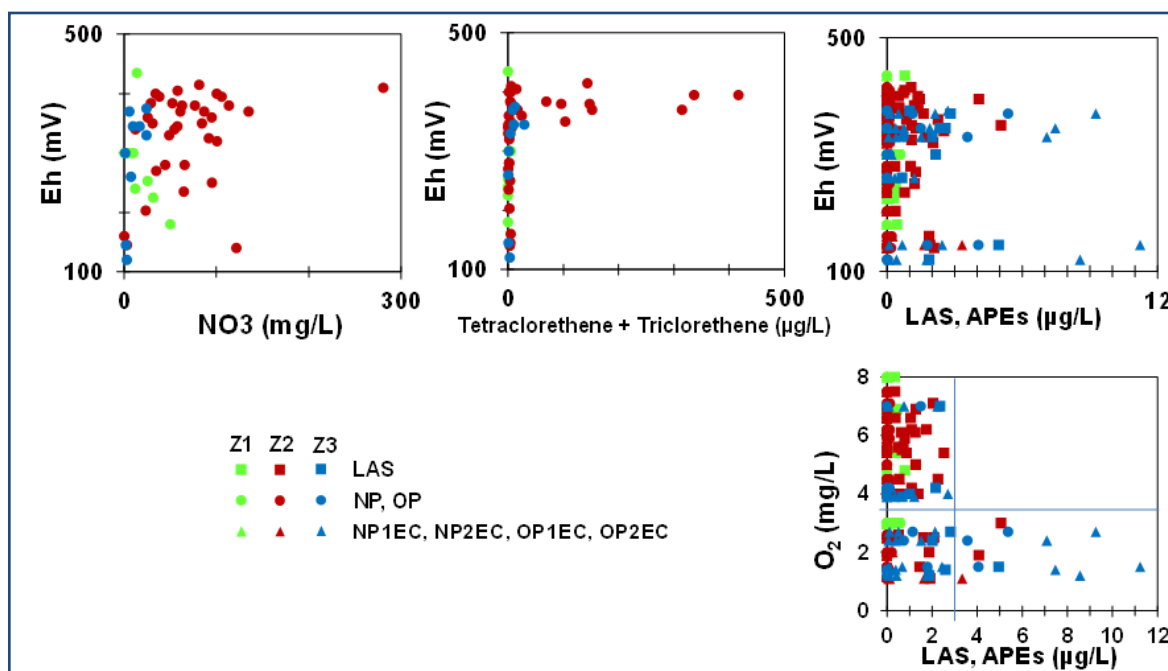 500
Eh (mV)
100
0
300
NO3 (mg/L)
500
Eh (mV)
100
0
500
Tetraclorethene + Triclorethene (µg/L)
500
Eh (mV)
100
0
12
LAS, APEs (µg/L)
Z1 Z2 Z3
LAS
NP, OP
NP1EC, NP2EC, OP1EC, OP2EC
8
6
4
2
0
O2 (mg/L)
0 2 4 6 8 10 12
LAS, APEs (µg/L)